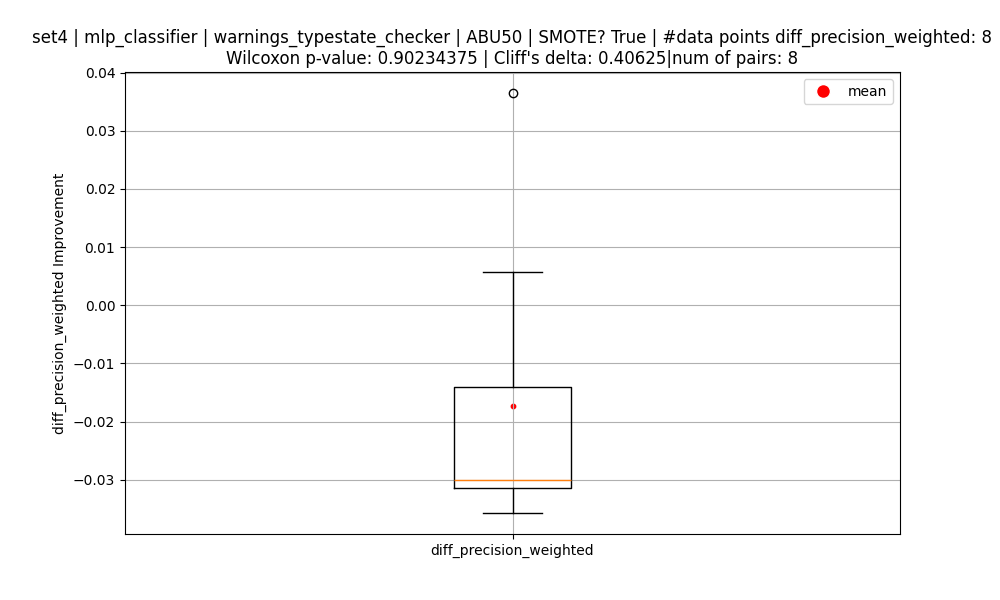 set4 | mlp_classifier | warnings_typestate_checker | ABU50 | SMOTE? True | #data points diff_precision_weighted: 8
Wilcoxon p-value: 0.90234375 | Cliff's delta: 0.40625|num of pairs: 8
mean
0.04
0.03
0.02
0.01
0.00
−0.01
−0.02
−0.03
diff_precision_weighted Improvement
diff_precision_weighted